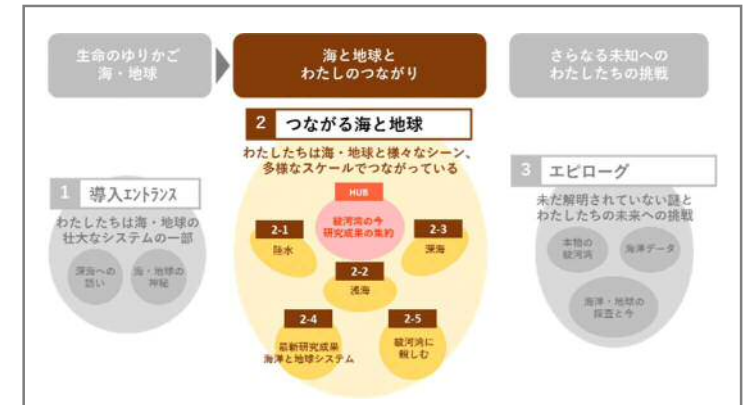 生命のゆりかご
海・地球
海と地球と
わたしのつながり
さらなる未知への
わたしたちの挑戦
1 導入エントランス
わたしたちは海・地球の
壮大なシステムの一部
深海への
誘い
海・地球の
神秘
2 つながる海と地球
わたしたちは海・地球と様々なシーン、
多様なスケールでつながっている
HUB
駿河湾の今
研究成果の集約
2-1
陸水
2-3
深海
2-2
浅海
2-4
最新研究成果
海洋と地球システム
2-5
駿河湾に
親しむ
3 エピローグ
未だ解明されていない謎と
わたしたちの未来への挑戦
本物の
駿河湾
海洋データ
海洋・地球の
探査と今